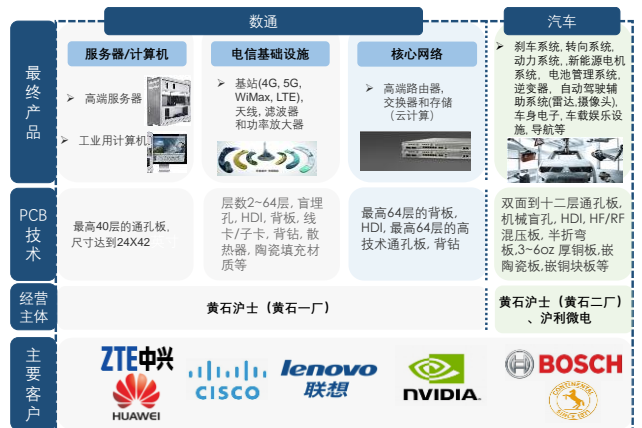 数通
汽车
最终产品
服务器/计算机
高端服务器
工业用计算机
电信基础设施
基站(4G, 5G,
WiMax, LTE),
天线, 滤波器
和功率放大器
核心网络
高端路由器,
交换器和存储
(云计算)
刹车系统, 转向系统,
动力系统, 新能源电机
系统, 电池管理系统,
逆变器, 自动驾驶辅
助系统(雷达,摄像头),
车身电子, 车载娱乐设
施, 导航等
PCB
技术
最高40层的通孔板,
尺寸达到24X42
层数2~64层, 盲埋
孔, HDI, 背板, 线
卡/子卡, 背钻, 散
热器, 陶瓷填充材
质等
最高64层的背板,
HDI, 最高64层的高
技术通孔板, 背钻
双面到十二层通孔板,
机械盲孔, HDI, HF/RF
混压板, 半折弯
板,3~6oz 厚铜板,嵌
陶瓷板,嵌铜块板等
经营
主体
黄石沪士（黄石一厂）
黄石沪士（黄石二厂）
、沪利微电
主要客户
ZTE中兴
HUAWEI
CISCO
lenovo
联想
NVIDIA.
BOSCH
CONTINENTAL